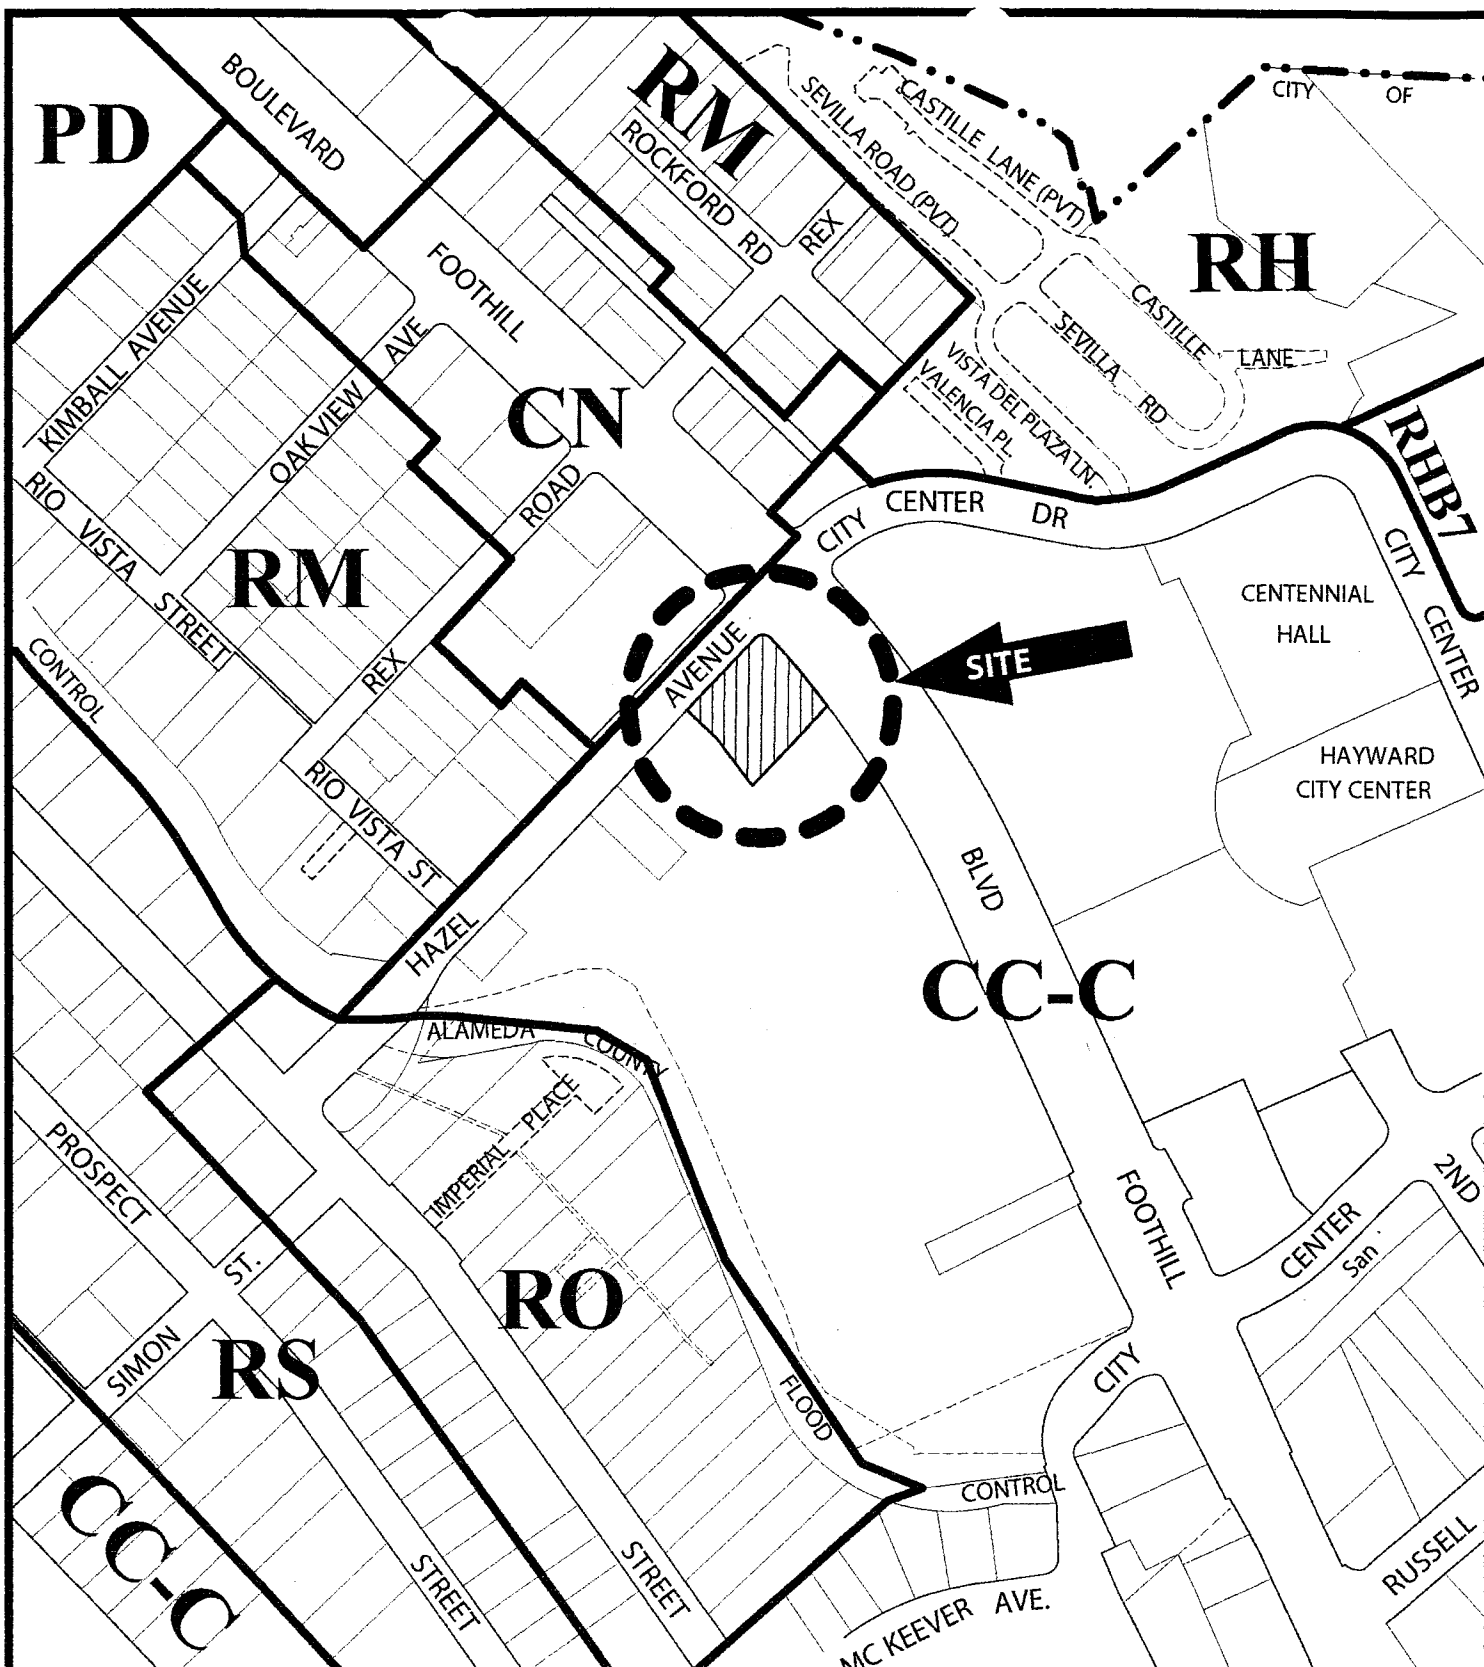 BOULEVARD
PD
RM
ROCKFORD RD
REX
SEVILLA ROAD (PVT)
CASTILLE LANE (PVT)
CITY OF
RH
FOOTHILL
KIMBALL AVENUE
OAK VIEW AVE
CN
CASTILLE
LANE
SEVILLA RD
VISTA DEL PLAZA LN.
VALENCIA PL.
RHB7
RIO VISTA STREET
ROAD
RM
REX
CITY CENTER DR
CITY CENTER
CENTENNIAL
HALL
CONTROL
AVENUE
SITE
HAYWARD
CITY CENTER
RIO VISTA ST
HAZEL
BLVD
CC-C
ALAMEDA COUNTY
IMPERIAL PLACE
PROSPECT
ST.
SIMON
RS
RO
FOOTHILL
CENTER
2ND
San
CITY
FLOOD
CONTROL
CC-C
STREET
STREET
MC KEEVER AVE.
RUSSELL